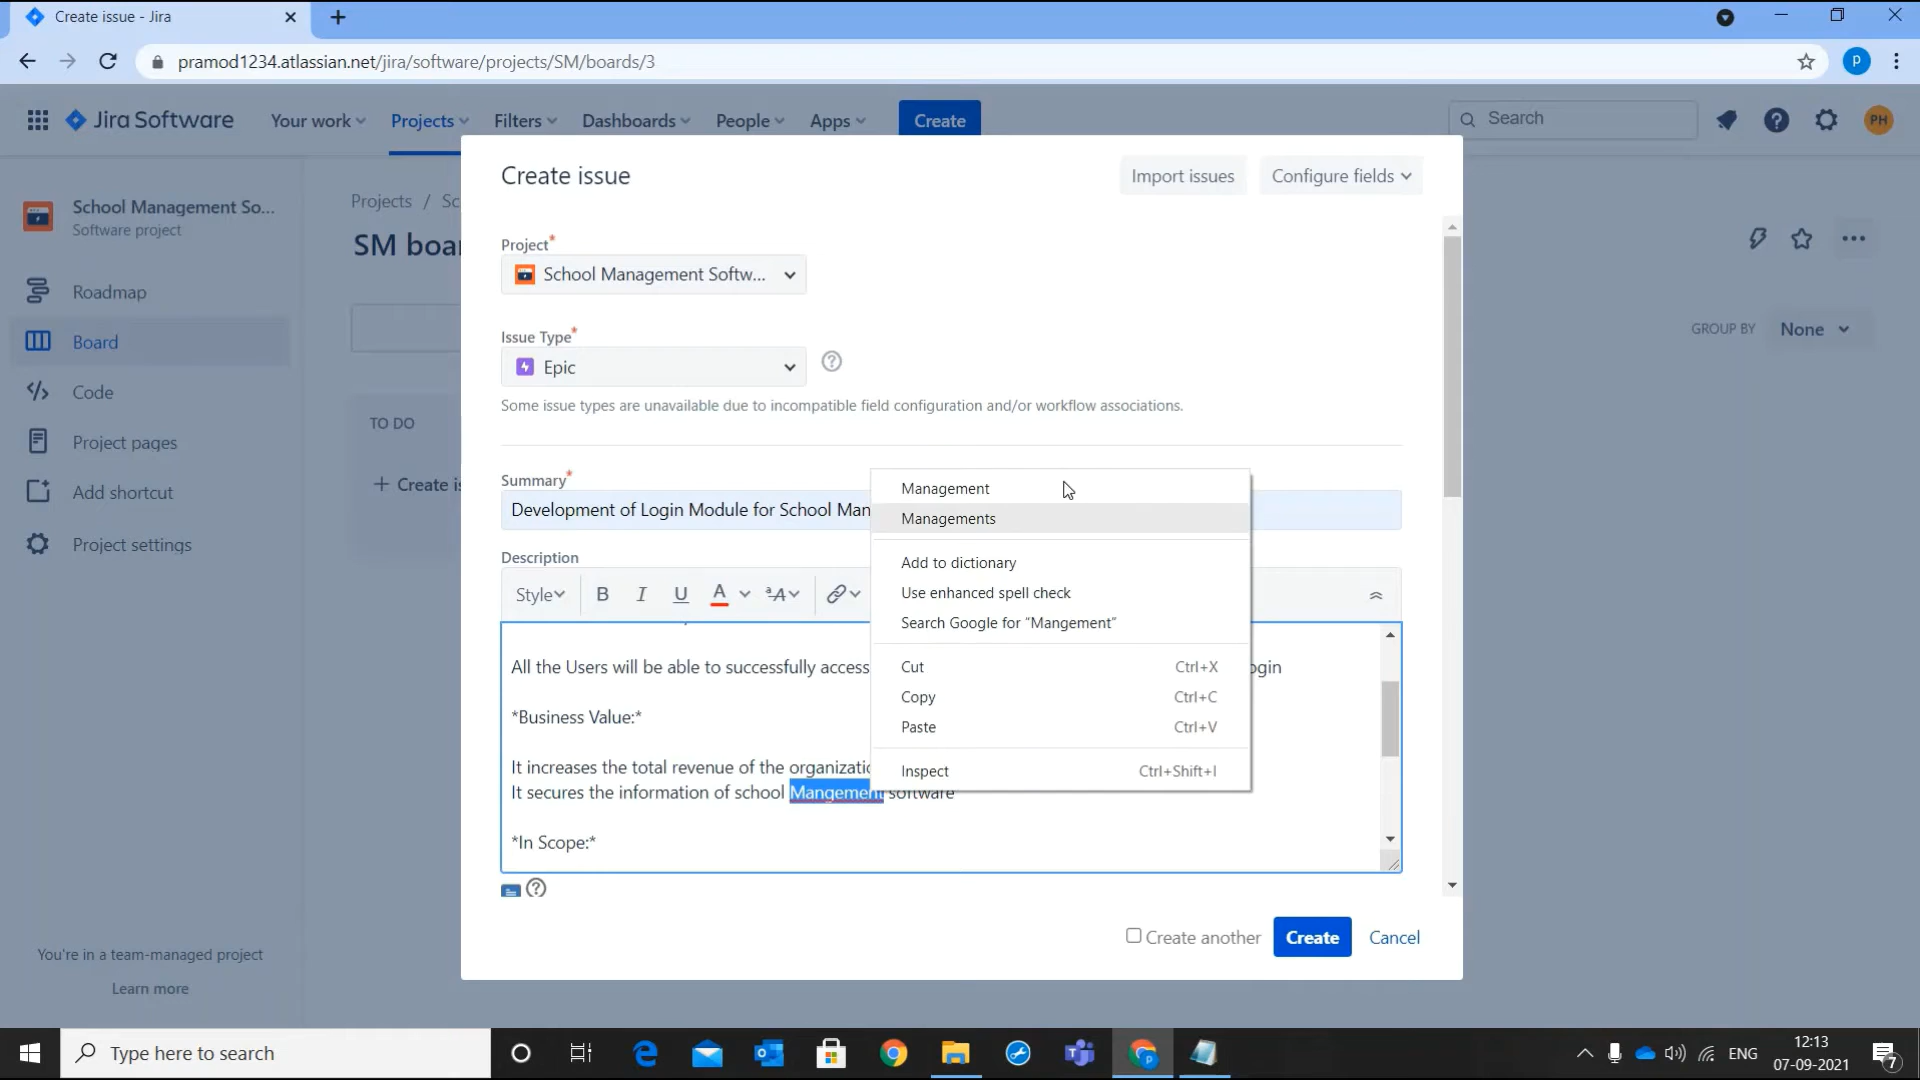 Create issue - Jira
pramod1234.atlassian.net/jira/software/projects/SM/boards/3
P
Jira Software
Your work
Projects
Filters
Dashboards
People
Apps
Create
Search
PH
School Management So...
Software project
Roadmap
Board
Code
Project pages
Add shortcut
Project settings
You're in a team-managed project
Learn more
Projects / Sc
SM boar
TO DO
+ Create is
GROUP BY None
Create issue
Import issues
Configure fields
Project*
School Management Softw...
Issue Type*
Epic
Some issue types are unavailable due to incompatible field configuration and/or workflow associations.
Summary*
Development of Login Module for School Man
Description
Style
B I U A
All the Users will be able to successfully access
ogin
*Business Value:*
It increases the total revenue of the organizatio
It secures the information of school Mangement software
*In Scope:*
Management
Managements
Add to dictionary
Use enhanced spell check
Search Google for “Mangement”
Cut Ctrl+X
Copy Ctrl+C
Paste Ctrl+V
Inspect Ctrl+Shift+I
Create another
Create
Cancel
Type here to search
ENG
12:13
07-09-2021
7